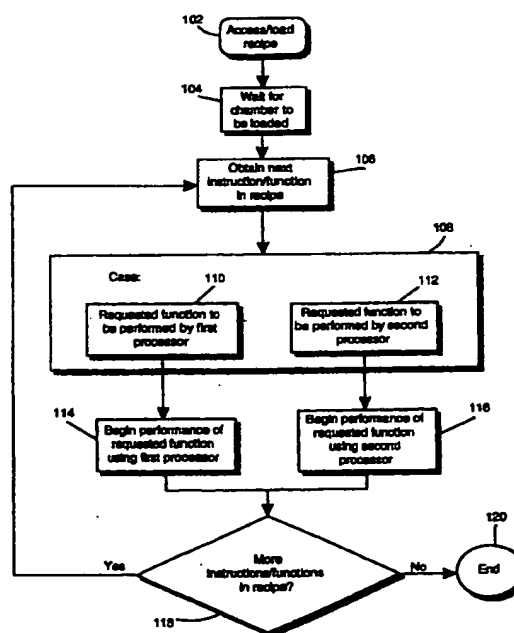 102
Access/load
recipe
104
Wait for
chamber to
be loaded
106
Obtain next
instruction/function
in recipe
108
Case:
110
Requested function to
be performed by first
processor
112
Requested function to
be performed by second
processor
114
Begin performance of
requested function
using first processor
116
Begin performance of
requested function
using second
processor
Yes
More
instructions/functions
in recipe?
No
118
120
End